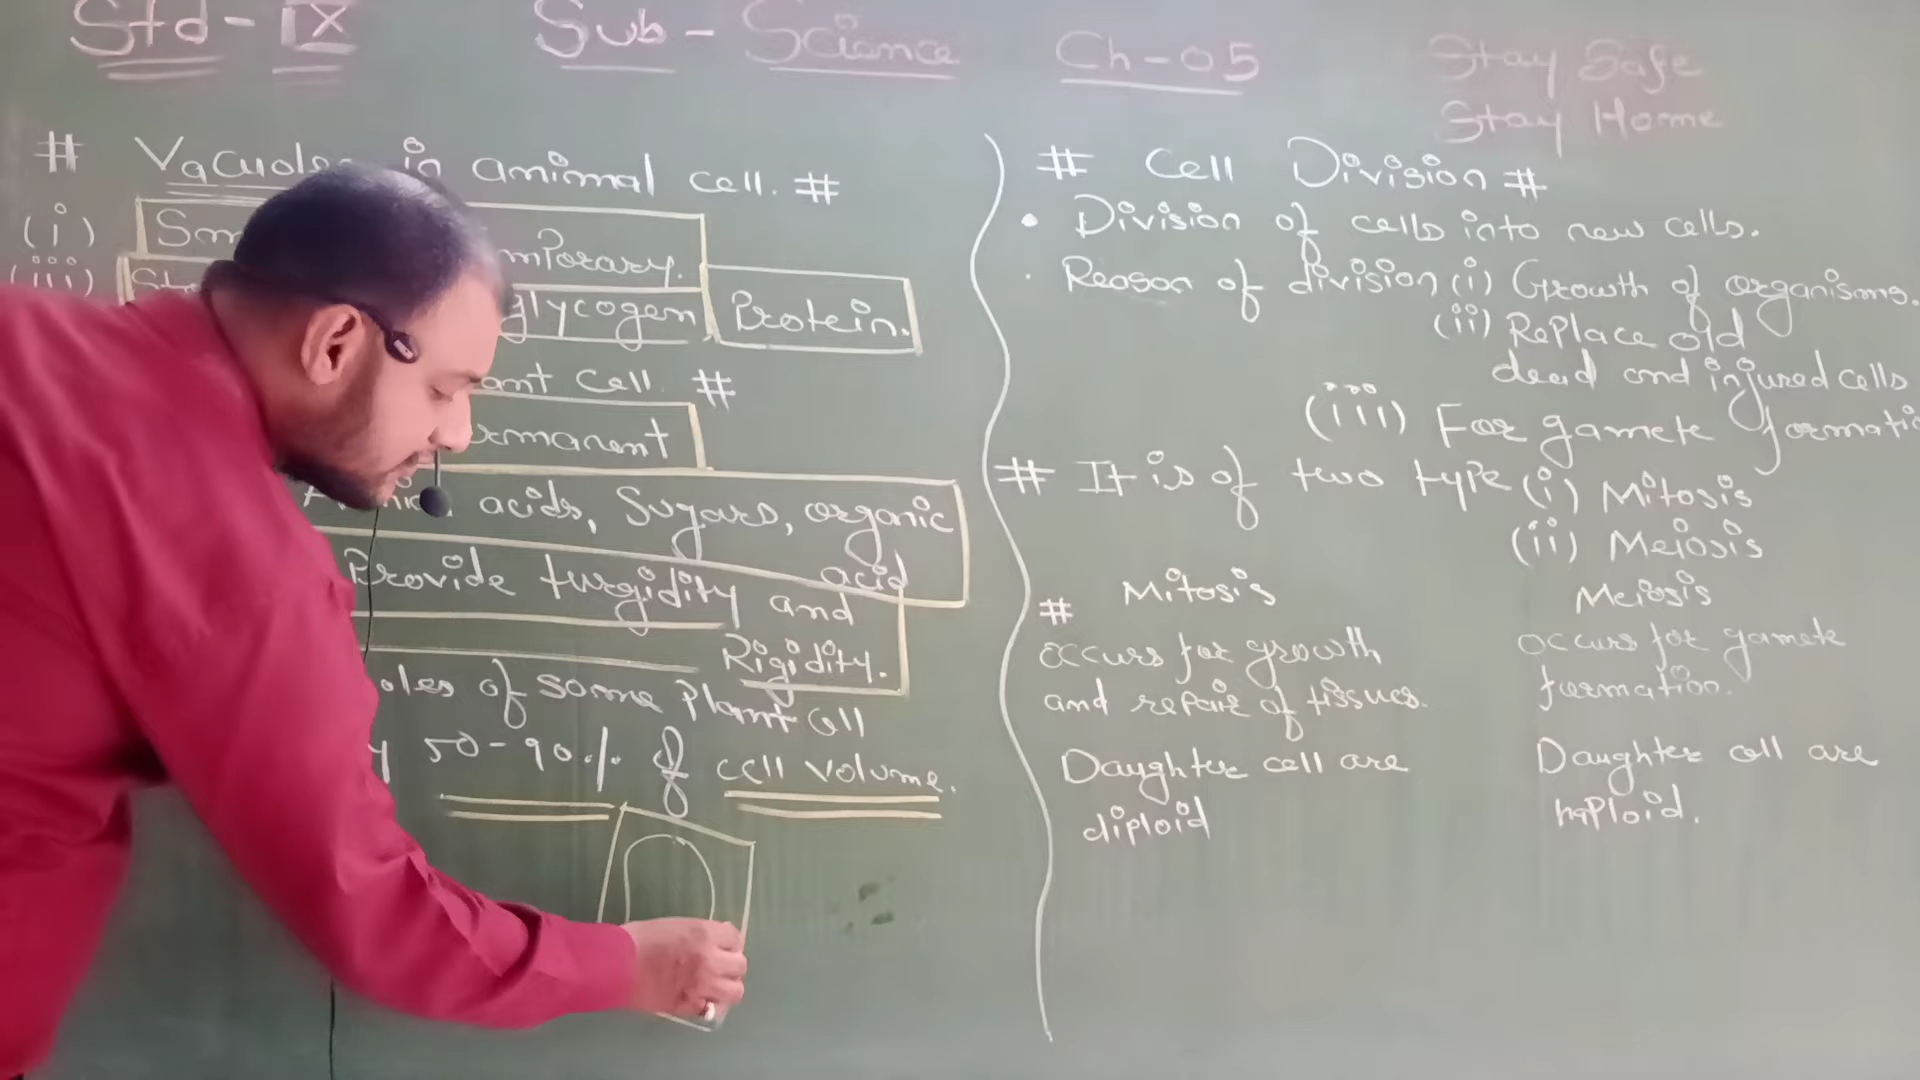 Std - IX Sub - Science Ch - 05
Stay Safe
Stay Home
# Vacuoles in animal cell. #
(i) mporary.
(iii) glycogen Protein.
ant Cell #
rmanent
acids, Sugars, organic
acid
Provide turgidity and
Rigidity.
oles of some Plant Cell
y 50-90% of cell volume.
# Cell Division #
• Division of cells into new cells.
· Reason of division (i) Growth of organisms.
(ii) Replace old
dead and injured cells
(iii) For gamete formatio
# It is of two type (i) Mitosis
(ii) Meiosis
# Mitosis Meiosis
occurs for growth occurs for gamete
and repair of tissues. formation.
Daughter cell are Daughter cell are
diploid haploid.